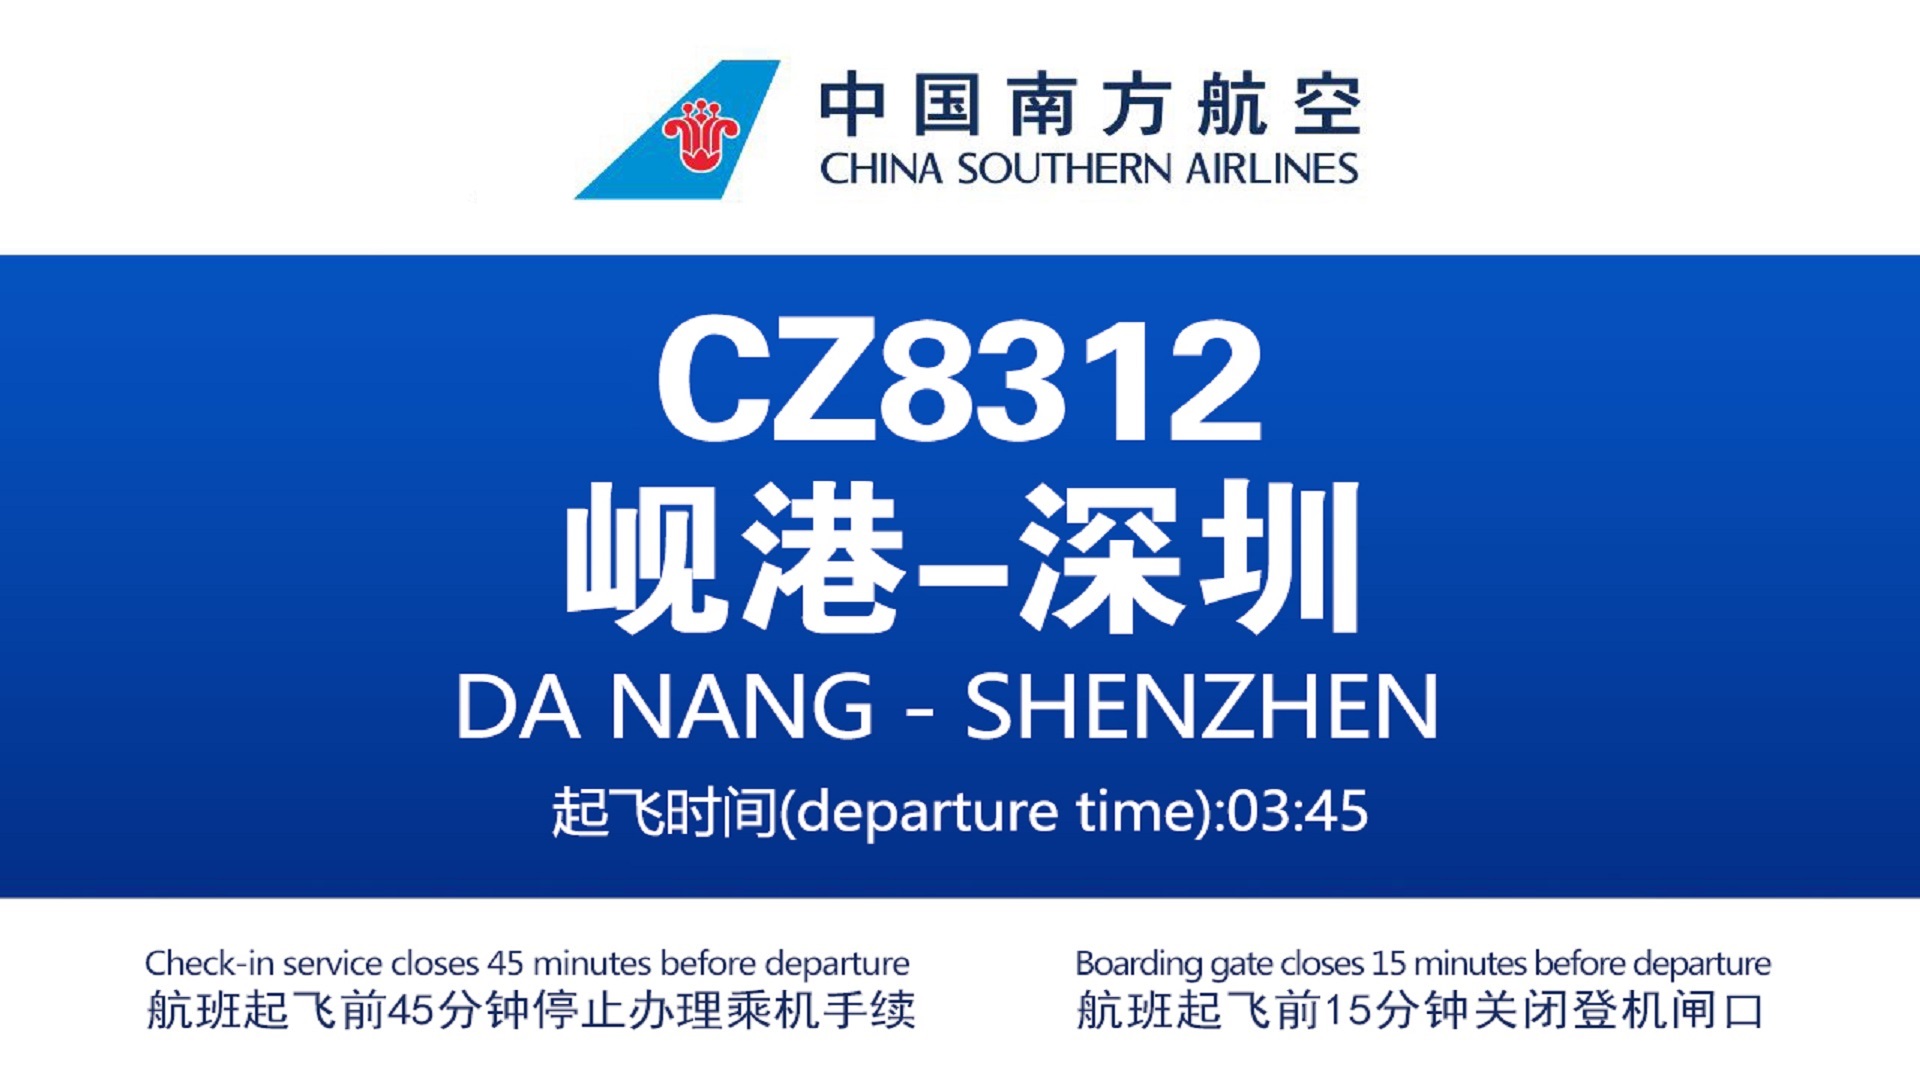 中国南方航空
CHINA SOUTHERN AIRLINES
CZ8312
岘港–深圳
DA NANG - SHENZHEN
起飞时间(departure time):03:45
Check-in service closes 45 minutes before departure
航班起飞前45分钟停止办理乘机手续
Boarding gate closes 15 minutes before departure
航班起飞前15分钟关闭登机闸口